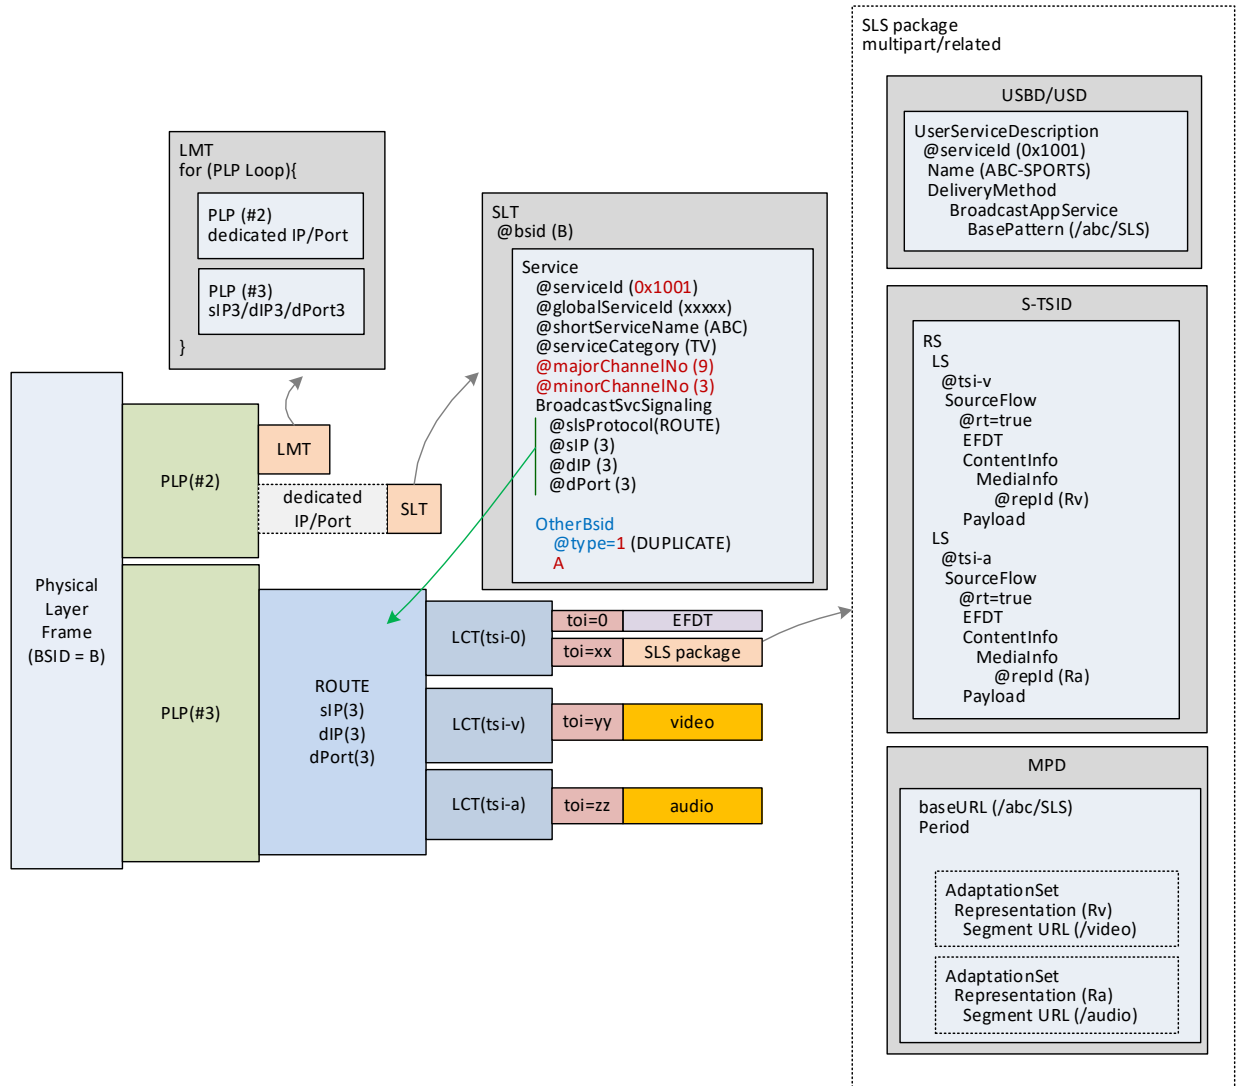 SLS package
multipart/related
USBD/USD
UserServiceDescription
@serviceId (0x1001)
Name (ABC-SPORTS)
DeliveryMethod
BroadcastAppService
BasePattern (/abc/SLS)
S-TSID
RS
LS
@tsi-v
SourceFlow
@rt=true
EFDT
ContentInfo
MediaInfo
@repId (Rv)
Payload
LS
@tsi-a
SourceFlow
@rt=true
EFDT
ContentInfo
MediaInfo
@repId (Ra)
Payload
MPD
baseURL (/abc/SLS)
Period
AdaptationSet
Representation (Rv)
Segment URL (/video)
AdaptationSet
Representation (Ra)
Segment URL (/audio)
LMT
for (PLP Loop){
PLP (#2)
dedicated IP/Port
PLP (#3)
sIP3/dIP3/dPort3
}
SLT
@bsid (B)
Service
@serviceId (0x1001)
@globalServiceId (xxxxx)
@shortServiceName (ABC)
@serviceCategory (TV)
@majorChannelNo (9)
@minorChannelNo (3)
BroadcastSvcSignaling
@slsProtocol(ROUTE)
@sIP (3)
@dIP (3)
@dPort (3)
OtherBsid
@type=1 (DUPLICATE)
A
Physical
Layer
Frame
(BSID = B)
PLP(#2)
LMT
dedicated
IP/Port
SLT
PLP(#3)
ROUTE
sIP(3)
dIP(3)
dPort(3)
LCT(tsi-0)
toi=0
EFDT
toi=xx
SLS package
LCT(tsi-v)
toi=yy
video
LCT(tsi-a)
toi=zz
audio